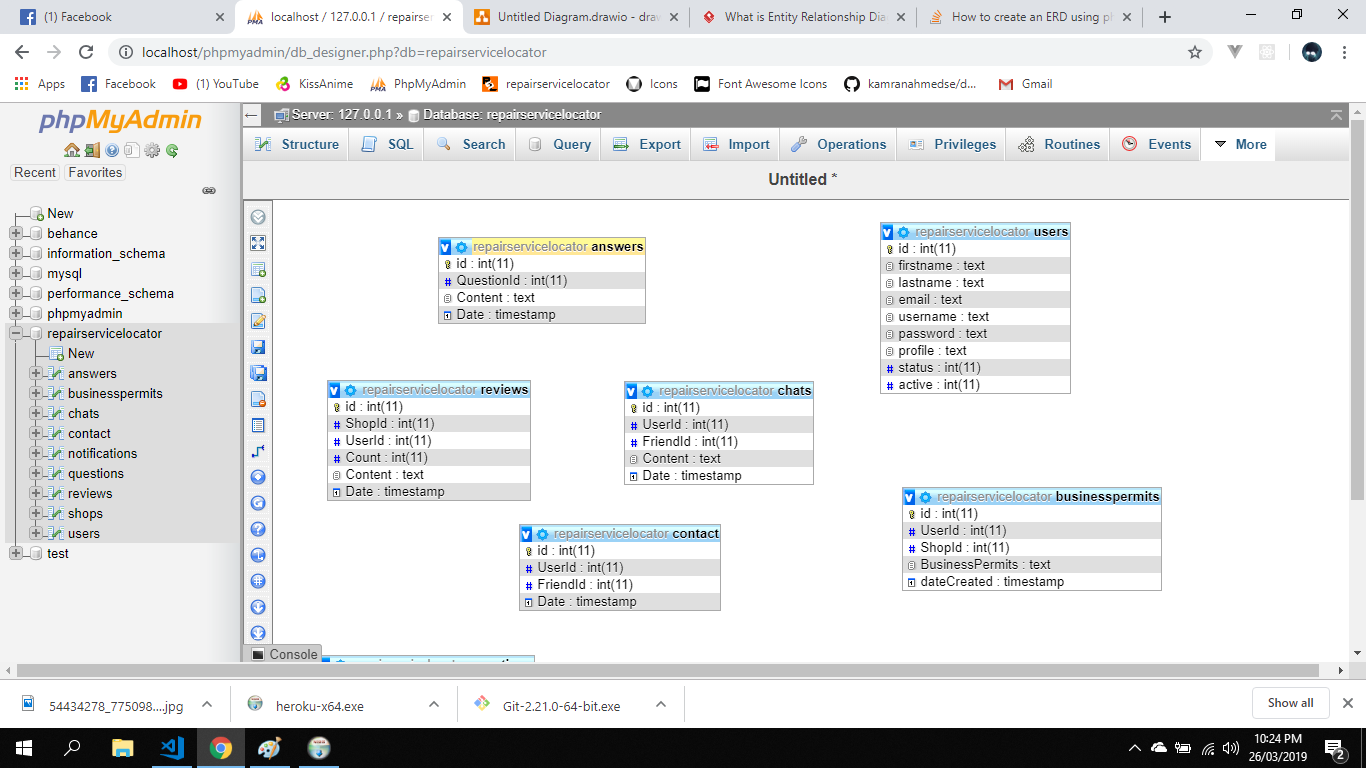 (1) Facebook
localhost / 127.0.0.1 / repairser
Untitled Diagram.drawio - draw
What is Entity Relationship Dia
How to create an ERD using ph
localhost/phpmyadmin/db_designer.php?db=repairservicelocator
Apps Facebook (1) YouTube KissAnime PhpMyAdmin repairservicelocator Icons Font Awesome Icons kamranahmedse/d... Gmail
phpMyAdmin
Recent Favorites
New
behance
information_schema
mysql
performance_schema
phpmyadmin
repairservicelocator
New
answers
businesspermits
chats
contact
notifications
questions
reviews
shops
users
test
Server: 127.0.0.1 » Database: repairservicelocator
Structure SQL Search Query Export Import Operations Privileges Routines Events More
Untitled *
repairservicelocator answers
id : int(11)
QuestionId : int(11)
Content : text
Date : timestamp
repairservicelocator users
id : int(11)
firstname : text
lastname : text
email : text
username : text
password : text
profile : text
status : int(11)
active : int(11)
repairservicelocator reviews
id : int(11)
ShopId : int(11)
UserId : int(11)
Count : int(11)
Content : text
Date : timestamp
repairservicelocator chats
id : int(11)
UserId : int(11)
FriendId : int(11)
Content : text
Date : timestamp
repairservicelocator contact
id : int(11)
UserId : int(11)
FriendId : int(11)
Date : timestamp
repairservicelocator businesspermits
id : int(11)
UserId : int(11)
ShopId : int(11)
BusinessPermits : text
dateCreated : timestamp
Console
54434278_775098....jpg
heroku-x64.exe
Git-2.21.0-64-bit.exe
Show all
10:24 PM
26/03/2019
2